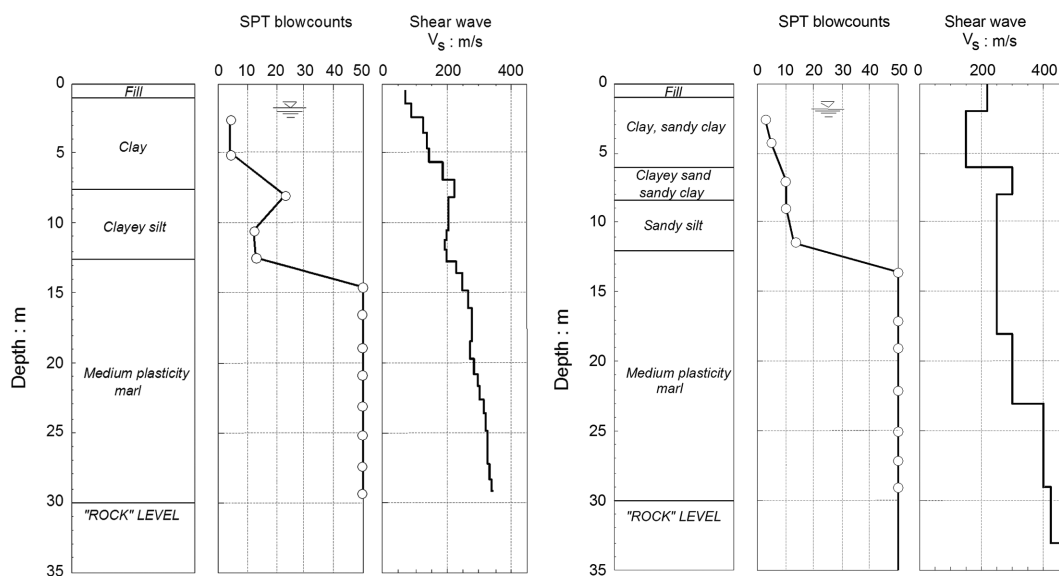 SPT blowcounts
Shear wave
Vs : m/s
0 10 20 30 40 50
0 200 400
Depth : m
0
5
10
15
20
25
30
35
Fill
Clay
Clayey silt
Medium plasticity
marl
"ROCK" LEVEL
SPT blowcounts
Shear wave
Vs : m/s
0 10 20 30 40 50
0 200 400
Depth : m
0
5
10
15
20
25
30
35
Fill
Clay, sandy clay
Clayey sand
sandy clay
Sandy silt
Medium plasticity
marl
"ROCK" LEVEL